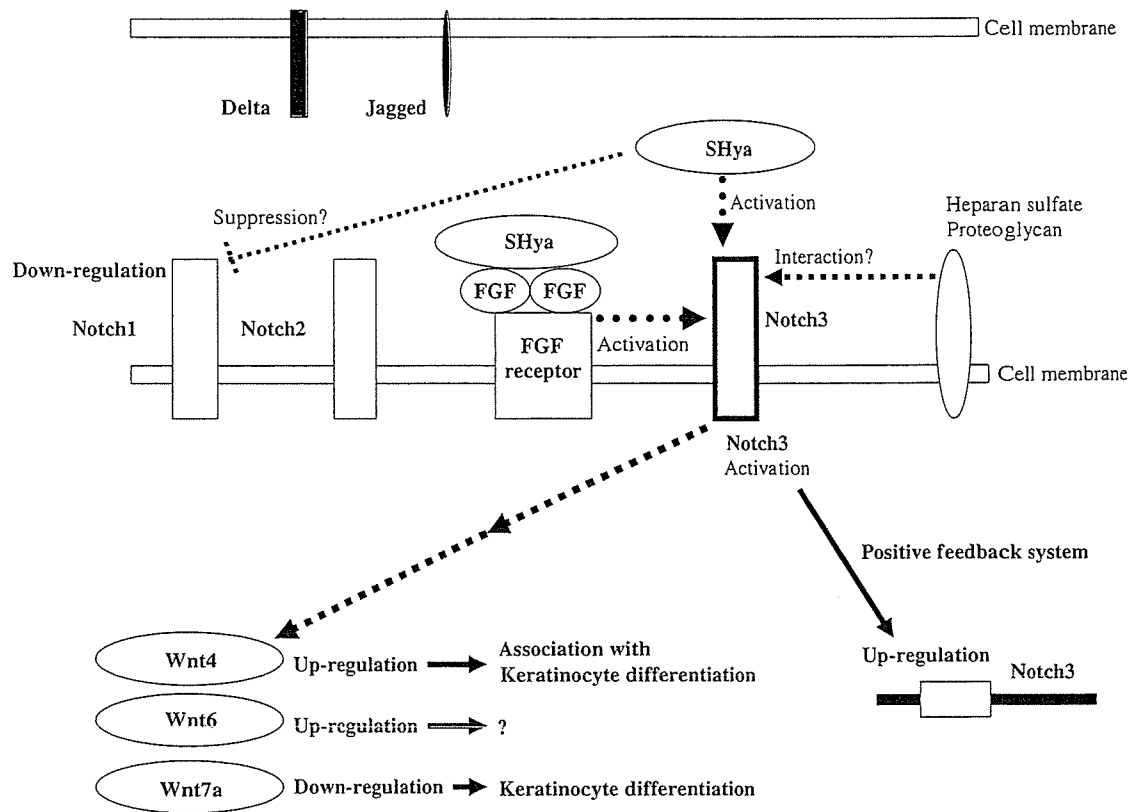 Cell membrane
Delta
Jagged
SHya
Activation
Suppression?
Heparan sulfate
Proteoglycan
SHya
Interaction?
Down-regulation
FGF
FGF
Notch1
Notch2
Notch3
FGF
receptor
Activation
Cell membrane
Notch3
Activation
Positive feedback system
Wnt4
Up-regulation
Association with
Keratinocyte differentiation
Up-regulation
Notch3
Wnt6
Up-regulation
?
Wnt7a
Down-regulation
Keratinocyte differentiation